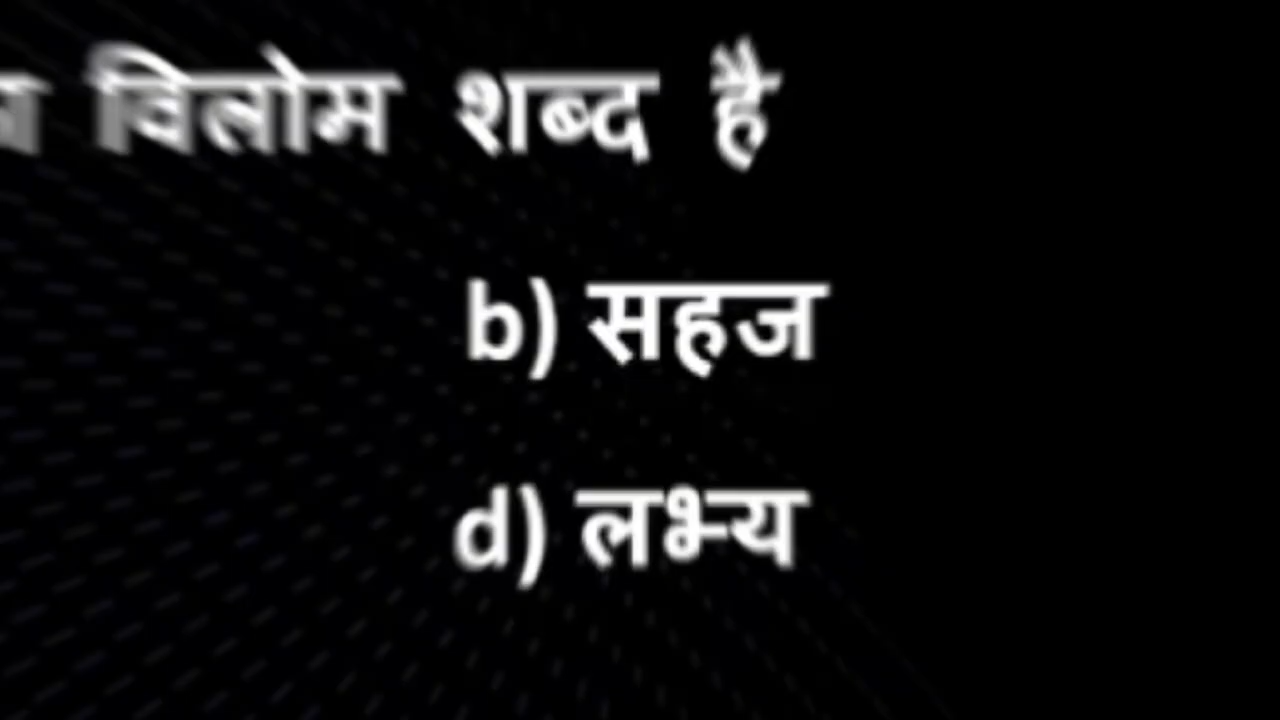 विलोम शब्द है
b) सहज
d) लभ्य